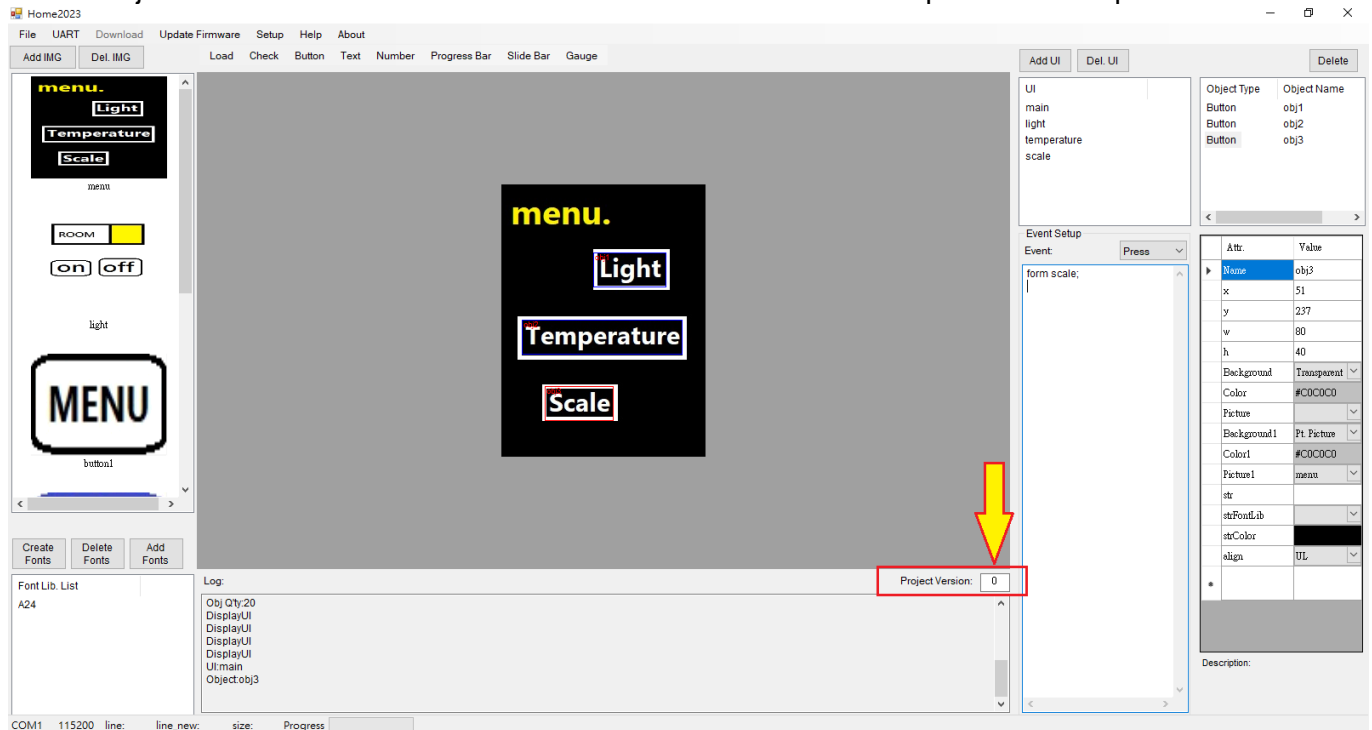 Home2023
File UART Download Update Firmware Setup Help About
Add IMG Del. IMG Load Check Button Text Number Progress Bar Slide Bar Gauge
Add UI Del. UI Delete
menu.
Light
Temperature
Scale
menu
ROOM
on off
light
MENU
button1
Create Fonts
Delete Fonts
Add Fonts
Font Lib. List
A24
menu.
Light
Temperature
Scale
Log:
Project Version: 0
Obj Q'ty:20
DisplayUI
DisplayUI
DisplayUI
DisplayUI
UI:main
Object:obj3
UI
main
light
temperature
scale
Event Setup
Event: Press
form scale;
Object Type Object Name
Button obj1
Button obj2
Button obj3
Attr. Value
Name obj3
x 51
y 237
w 80
h 40
Background Transparent
Color #C0C0C0
Picture
Background1 Pt. Picture
Color1 #C0C0C0
Picture1 menu
str
strFontLib
strColor
align UL
Description:
COM1 115200 line: line_new: size: Progress